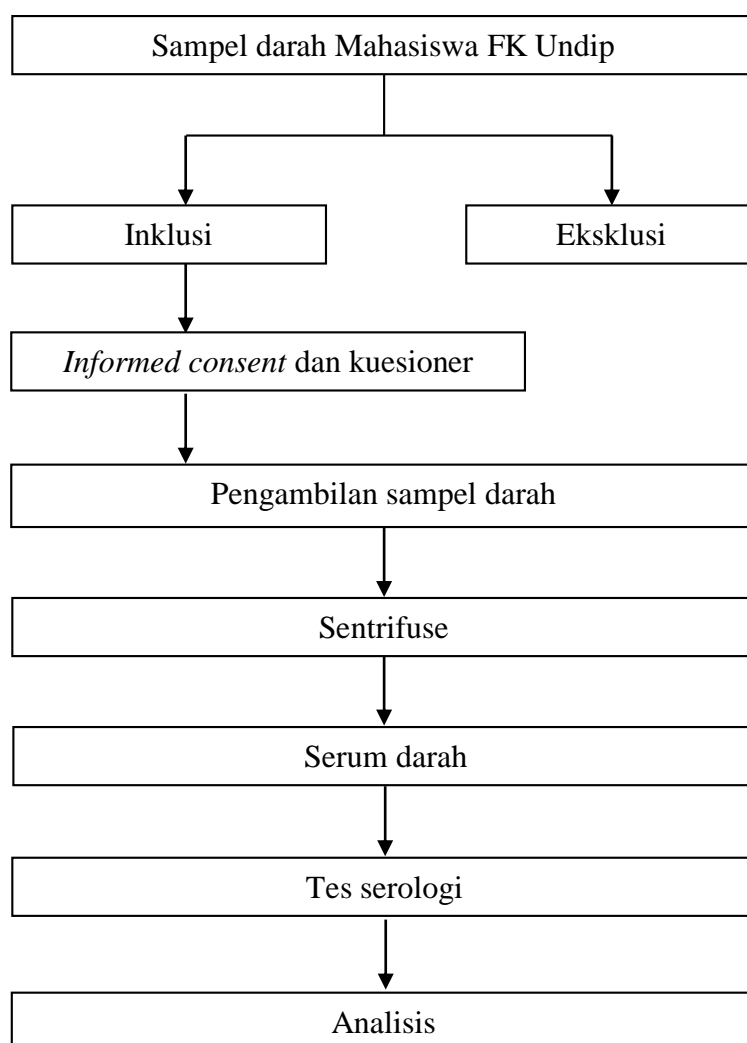 Sampel darah Mahasiswa FK Undip
Inklusi
Eksklusi
Informed consent dan kuesioner
Pengambilan sampel darah
Sentrifuse
Serum darah
Tes serologi
Analisis